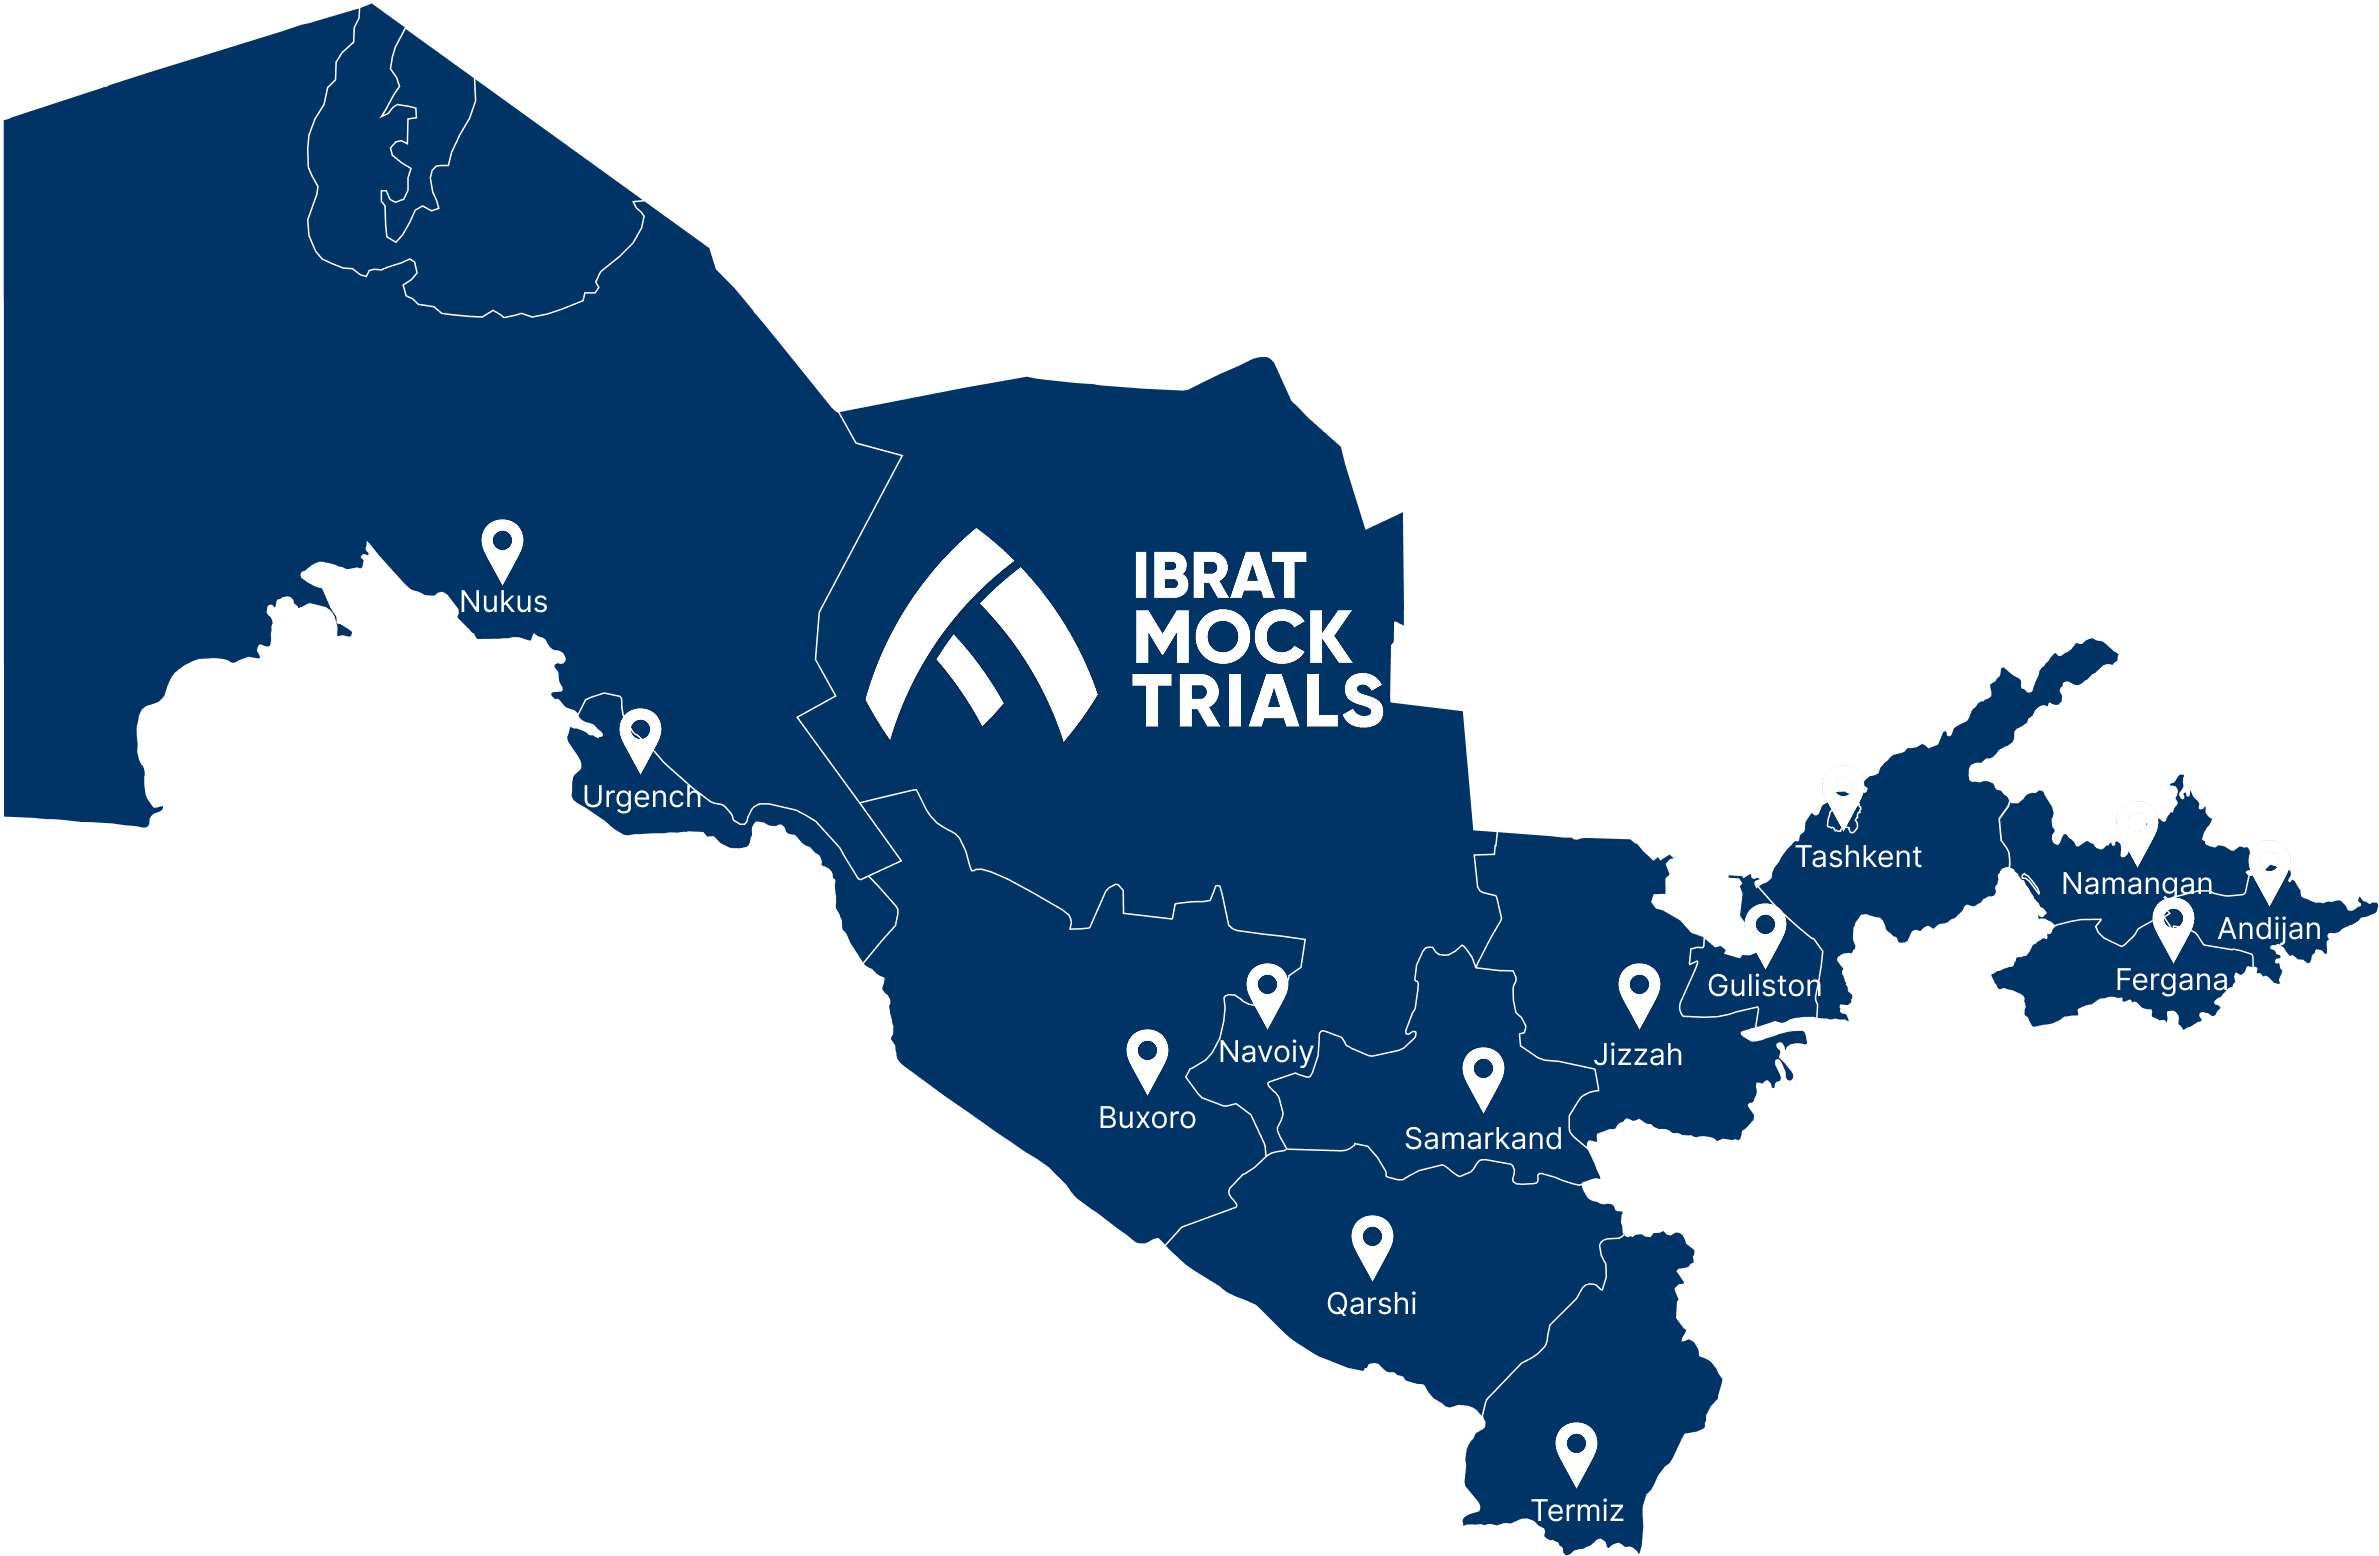 IBRAT
MOCK
TRIALS
Nukus
Urgench
Tashkent
Namangan
Andijan
Fergana
Guliston
Navoiy
Jizzah
Buxoro
Samarkand
Qarshi
Termiz